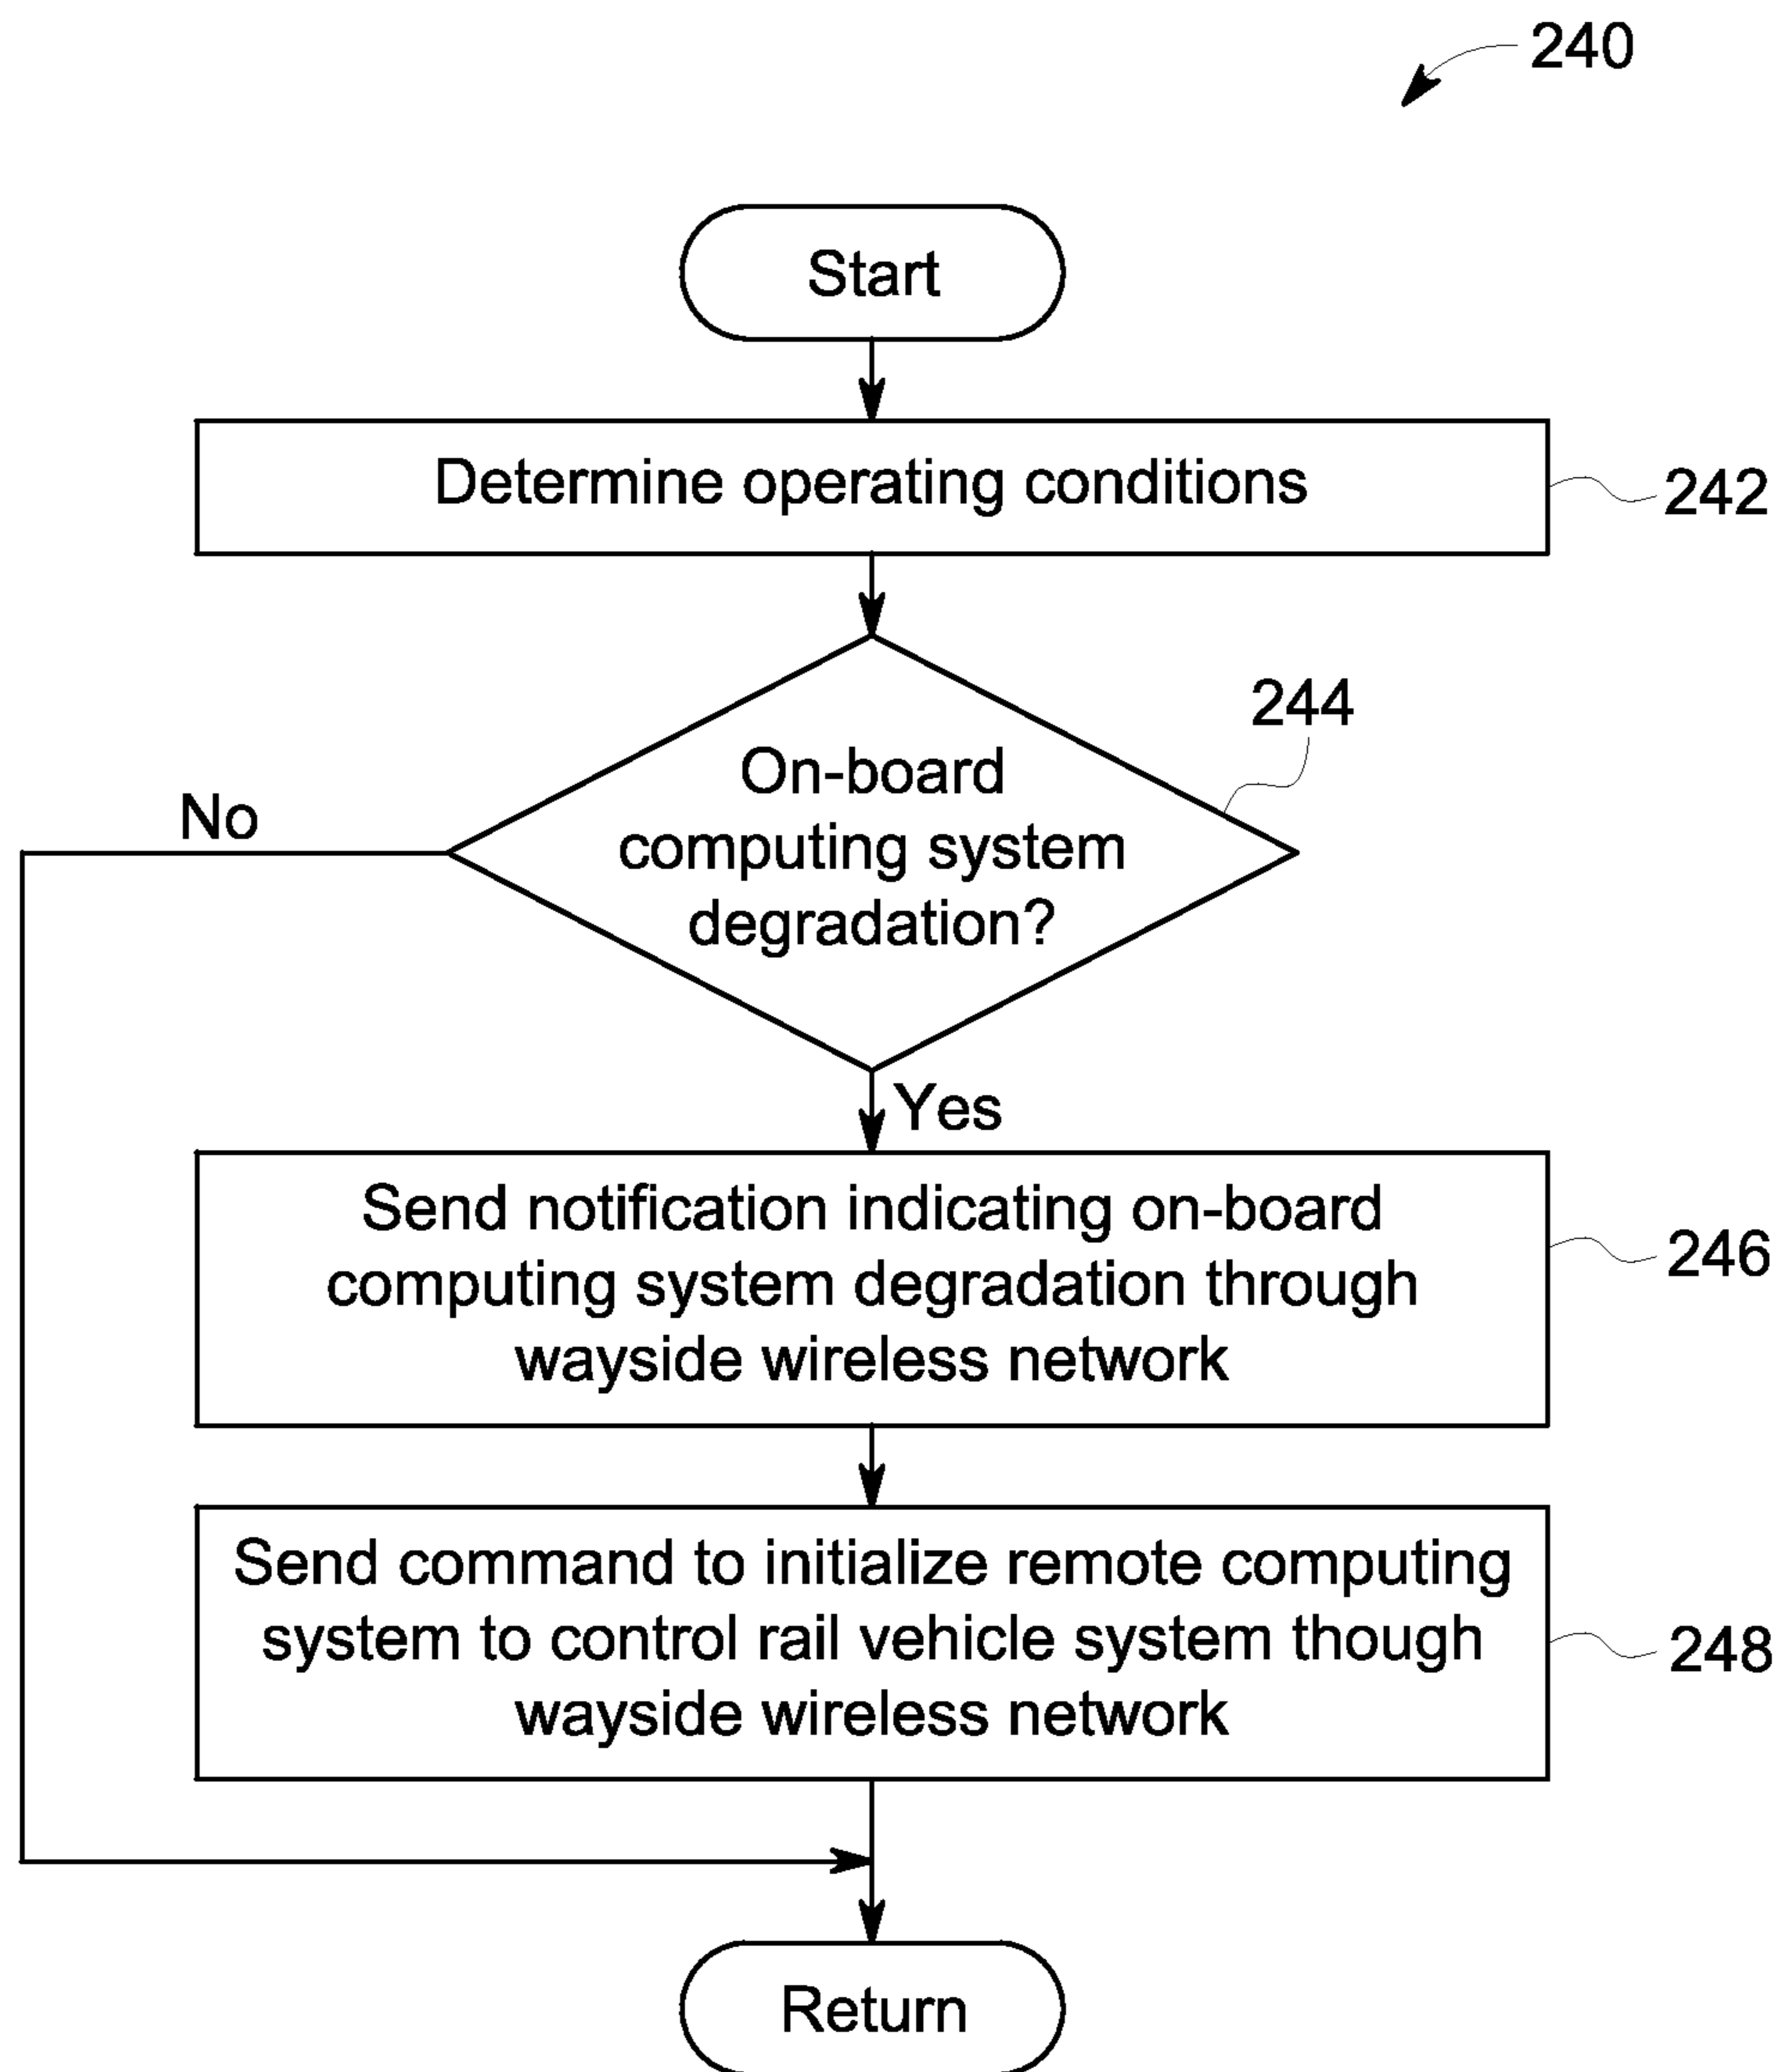 240
Start
Determine operating conditions
242
244
On-board
computing system
degradation?
No
Yes
Send notification indicating on-board
computing system degradation through
wayside wireless network
246
Send command to initialize remote computing
system to control rail vehicle system though
wayside wireless network
248
Return